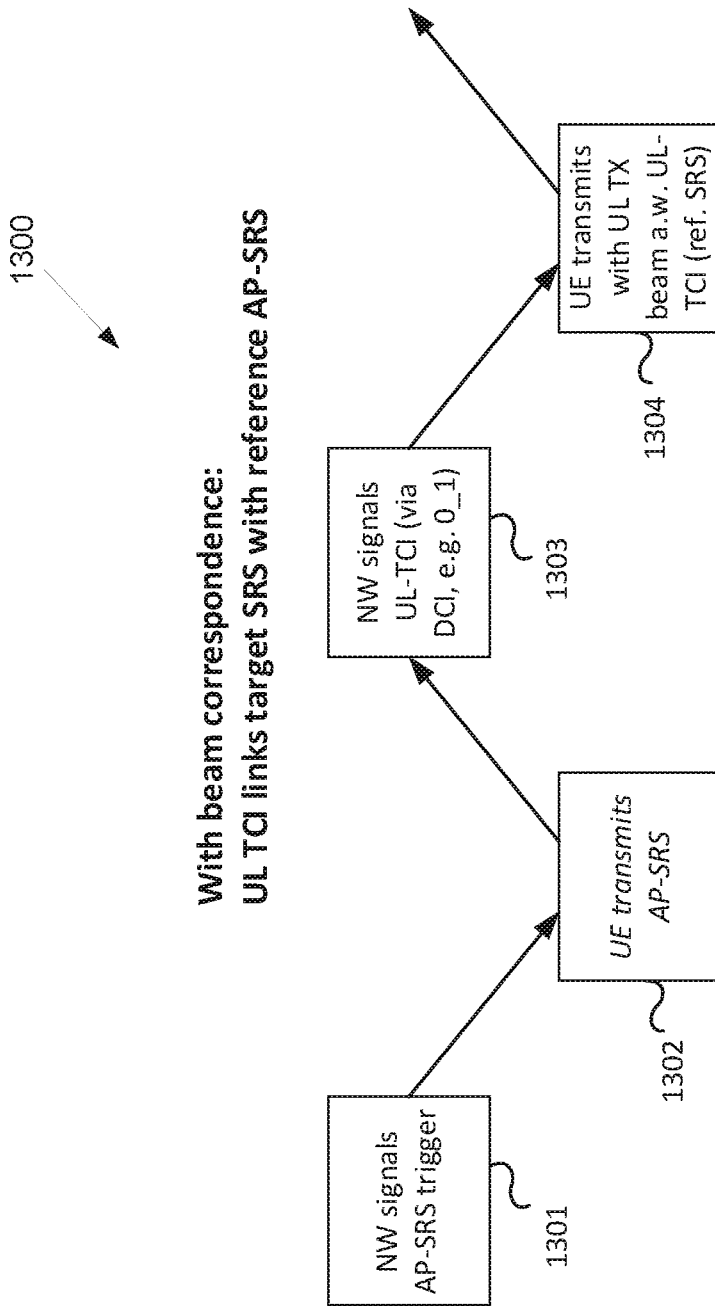 1300
With beam correspondence:
UL TCI links target SRS with reference AP-SRS
NW signals
AP-SRS trigger
1301
UE transmits
AP-SRS
1302
NW signals
UL-TCI (via
DCI, e.g. 0_1)
1303
UE transmits
with UL TX
beam a.w. UL-
TCI (ref. SRS)
1304